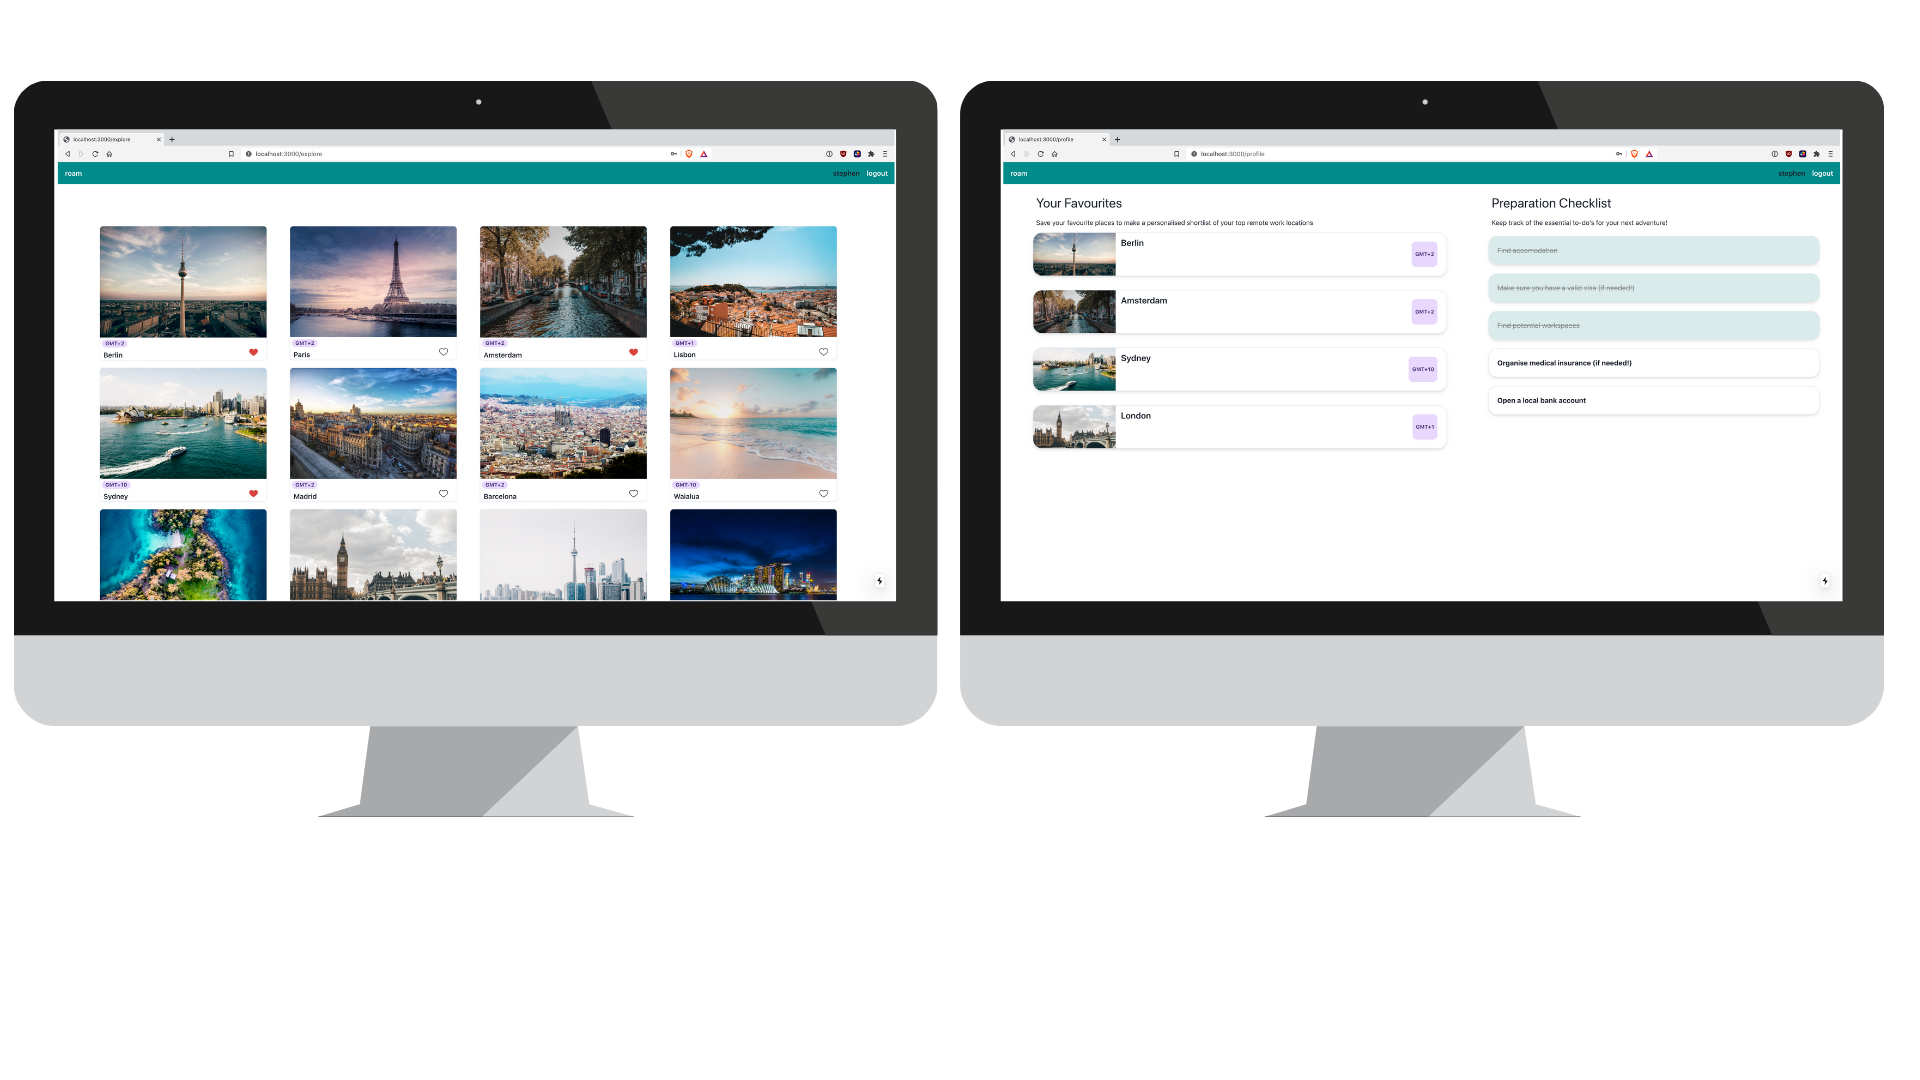 localhost:3000/explore
localhost:3000/explore
roam
stephen logout
GMT+2
Berlin
GMT+2
Paris
GMT+2
Amsterdam
GMT+1
Lisbon
GMT+10
Sydney
GMT+2
Madrid
GMT+2
Barcelona
GMT-10
Waialua
localhost:3000/profile
localhost:3000/profile
roam
stephen logout
Your Favourites
Save your favourite places to make a personalised shortlist of your top remote work locations
Berlin
GMT+2
Amsterdam
GMT+2
Sydney
GMT+10
London
GMT+1
Preparation Checklist
Keep track of the essential to-do's for your next adventure!
Find accomodation
Make sure you have a valid visa (if needed!)
Find potential workspaces
Organise medical insurance (if needed!)
Open a local bank account